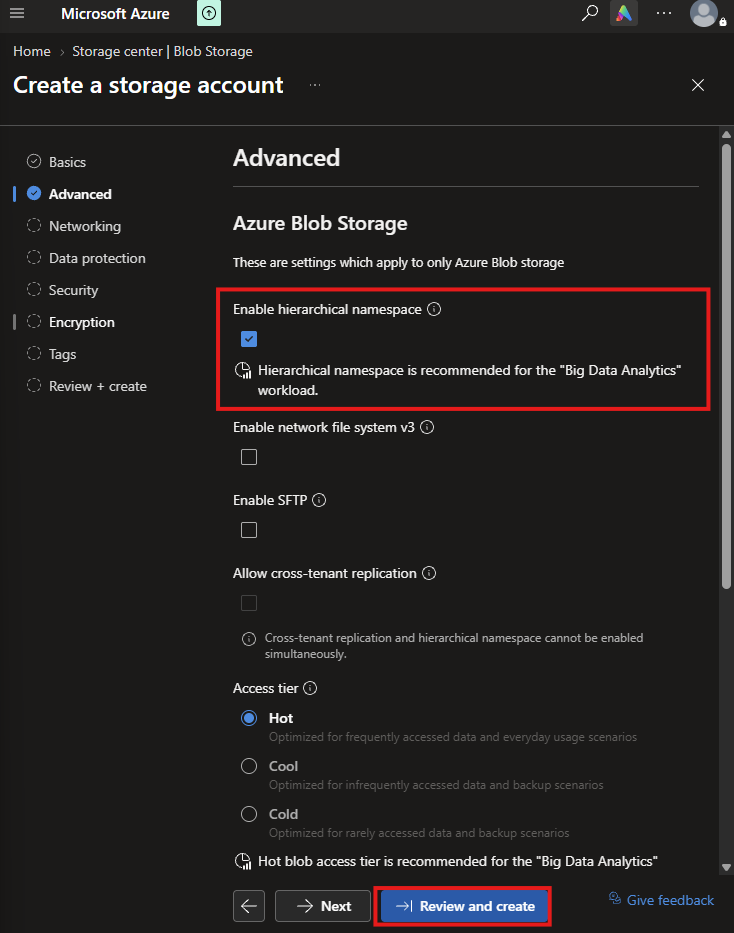 Microsoft Azure
Home > Storage center | Blob Storage
Create a storage account ...
Basics
Advanced
Networking
Data protection
Security
Encryption
Tags
Review + create
Advanced
Azure Blob Storage
These are settings which apply to only Azure Blob storage
Enable hierarchical namespace
Hierarchical namespace is recommended for the "Big Data Analytics"
workload.
Enable network file system v3
Enable SFTP
Allow cross-tenant replication
Cross-tenant replication and hierarchical namespace cannot be enabled
simultaneously.
Access tier
Hot
Optimized for frequently accessed data and everyday usage scenarios
Cool
Optimized for infrequently accessed data and backup scenarios
Cold
Optimized for rarely accessed data and backup scenarios
Hot blob access tier is recommended for the "Big Data Analytics"
Next
Review and create
Give feedback